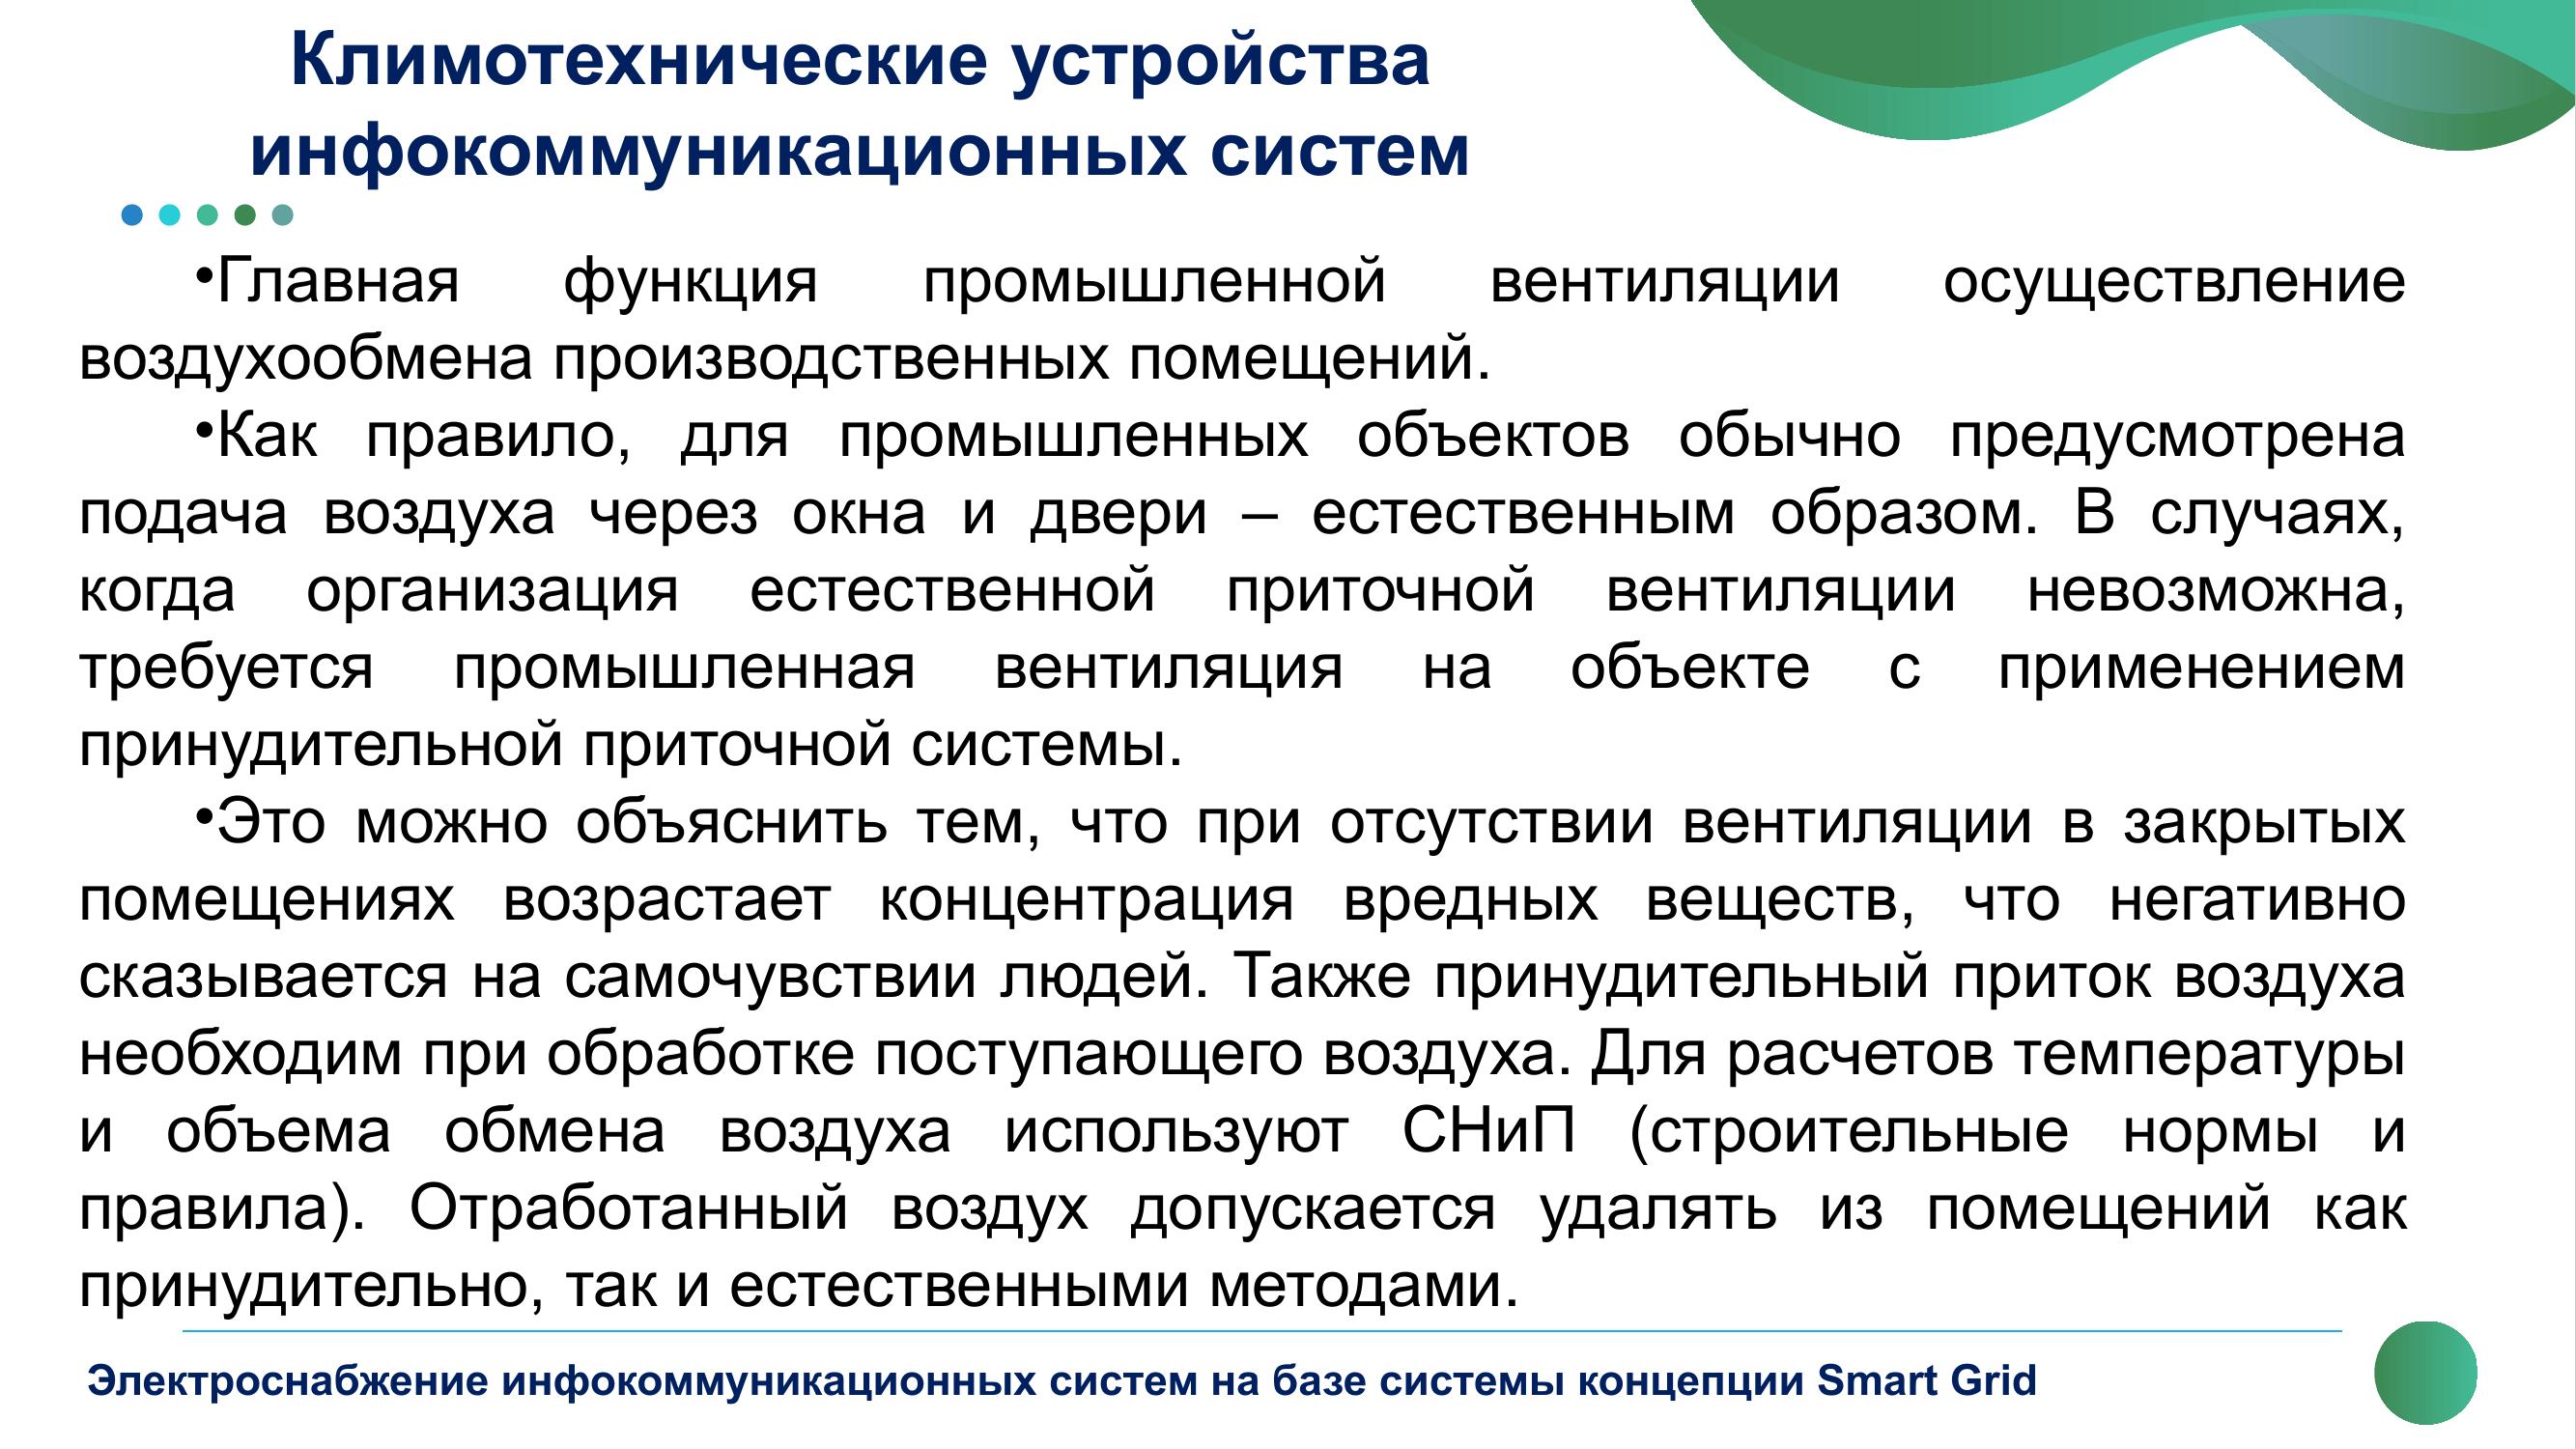 Климотехнические устройства
инфокоммуникационных систем
•Главная функция промышленной вентиляции осуществление
воздухообмена производственных помещений.
•Как правило, для промышленных объектов обычно предусмотрена
подача воздуха через окна и двери – естественным образом. В случаях,
когда организация естественной приточной вентиляции невозможна,
требуется промышленная вентиляция на объекте с применением
принудительной приточной системы.
•Это можно объяснить тем, что при отсутствии вентиляции в закрытых
помещениях возрастает концентрация вредных веществ, что негативно
сказывается на самочувствии людей. Также принудительный приток воздуха
необходим при обработке поступающего воздуха. Для расчетов температуры
и объема обмена воздуха используют СНиП (строительные нормы и
правила). Отработанный воздух допускается удалять из помещений как
принудительно, так и естественными методами.
Электроснабжение инфокоммуникационных систем на базе системы концепции Smart Grid